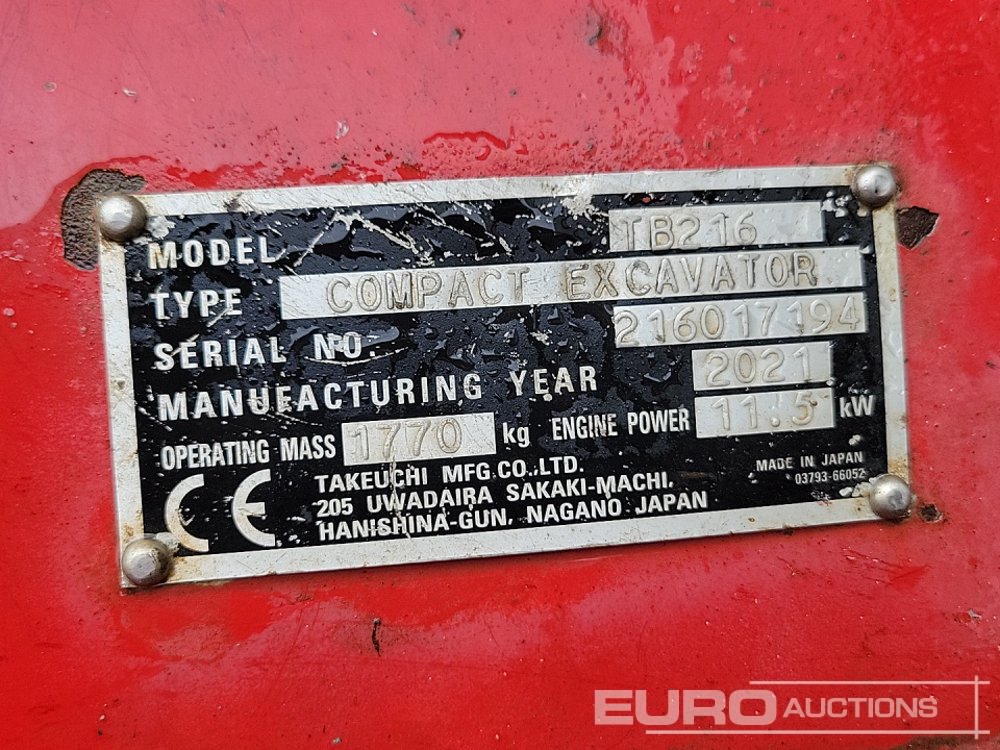 MODEL TB216
TYPE COMPACT EXCAVATOR
SERIAL NO. 216017194
MANUFACTURING YEAR 2021
OPERATING MASS 1770 kg ENGINE POWER 11.5 kW
TAKEUCHI MFG.CO.,LTD.
205 UWADAIRA SAKAKI-MACHI,
HANISHINA-GUN, NAGANO JAPAN
MADE IN JAPAN
03793-66052
CE
EURO AUCTIONS